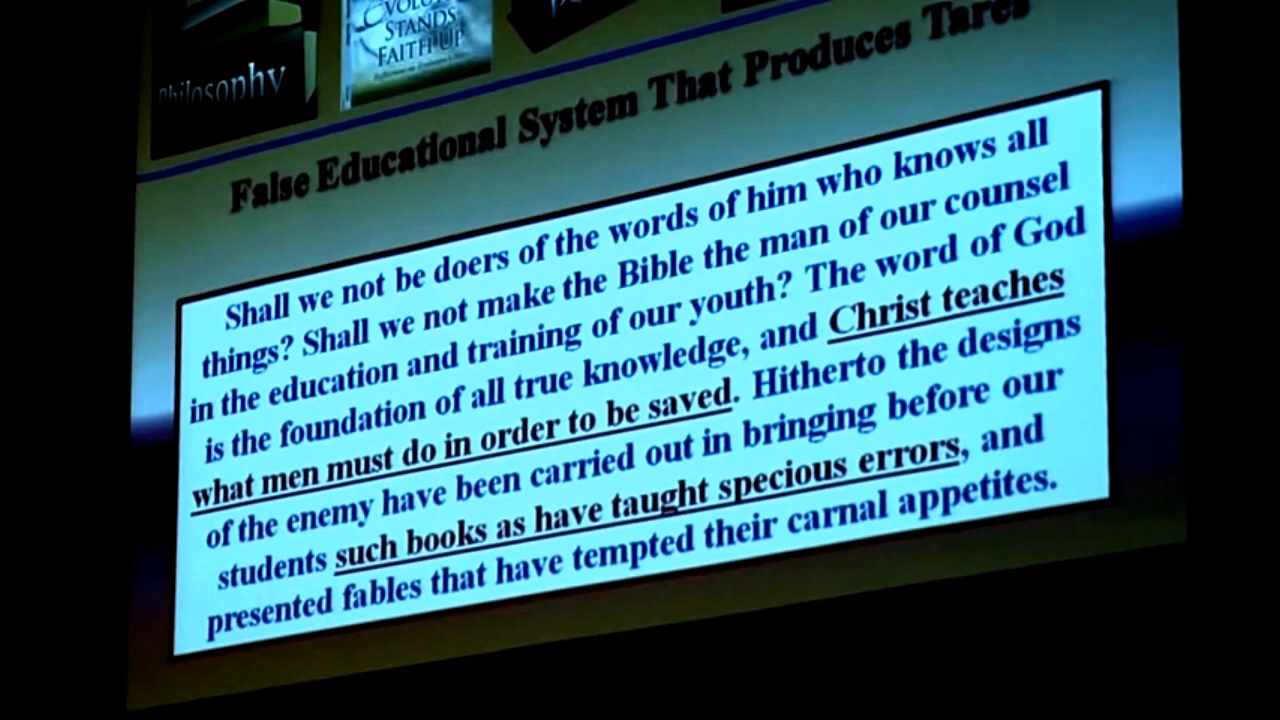 Philosophy
STANDS
FAITH UP
False Educational System That Produces Tares
Shall we not be doers of the words of him who knows all
things? Shall we not make the Bible the man of our counsel
in the education and training of our youth? The word of God
is the foundation of all true knowledge, and Christ teaches
what men must do in order to be saved. Hitherto the designs
of the enemy have been carried out in bringing before our
students such books as have taught specious errors, and
presented fables that have tempted their carnal appetites.